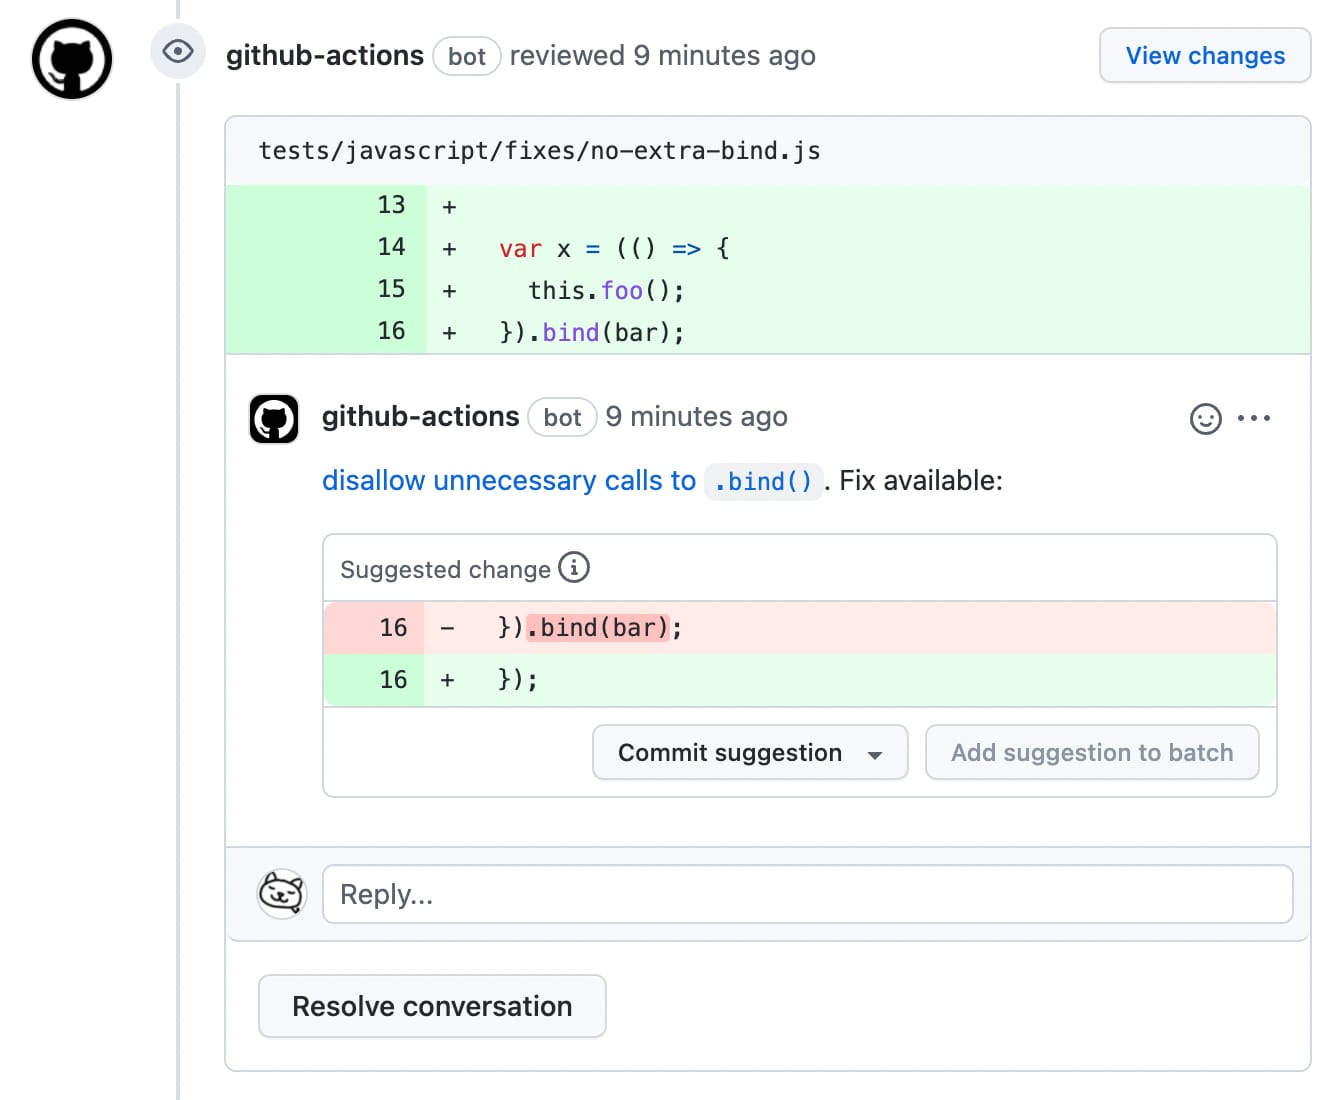 github-actions bot reviewed 9 minutes ago View changes
tests/javascript/fixes/no-extra-bind.js
13 +
14 + var x = (() => {
15 + this.foo();
16 + }).bind(bar);
github-actions bot 9 minutes ago
disallow unnecessary calls to .bind() . Fix available:
Suggested change
16 - }).bind(bar);
16 + });
Commit suggestion Add suggestion to batch
Reply...
Resolve conversation